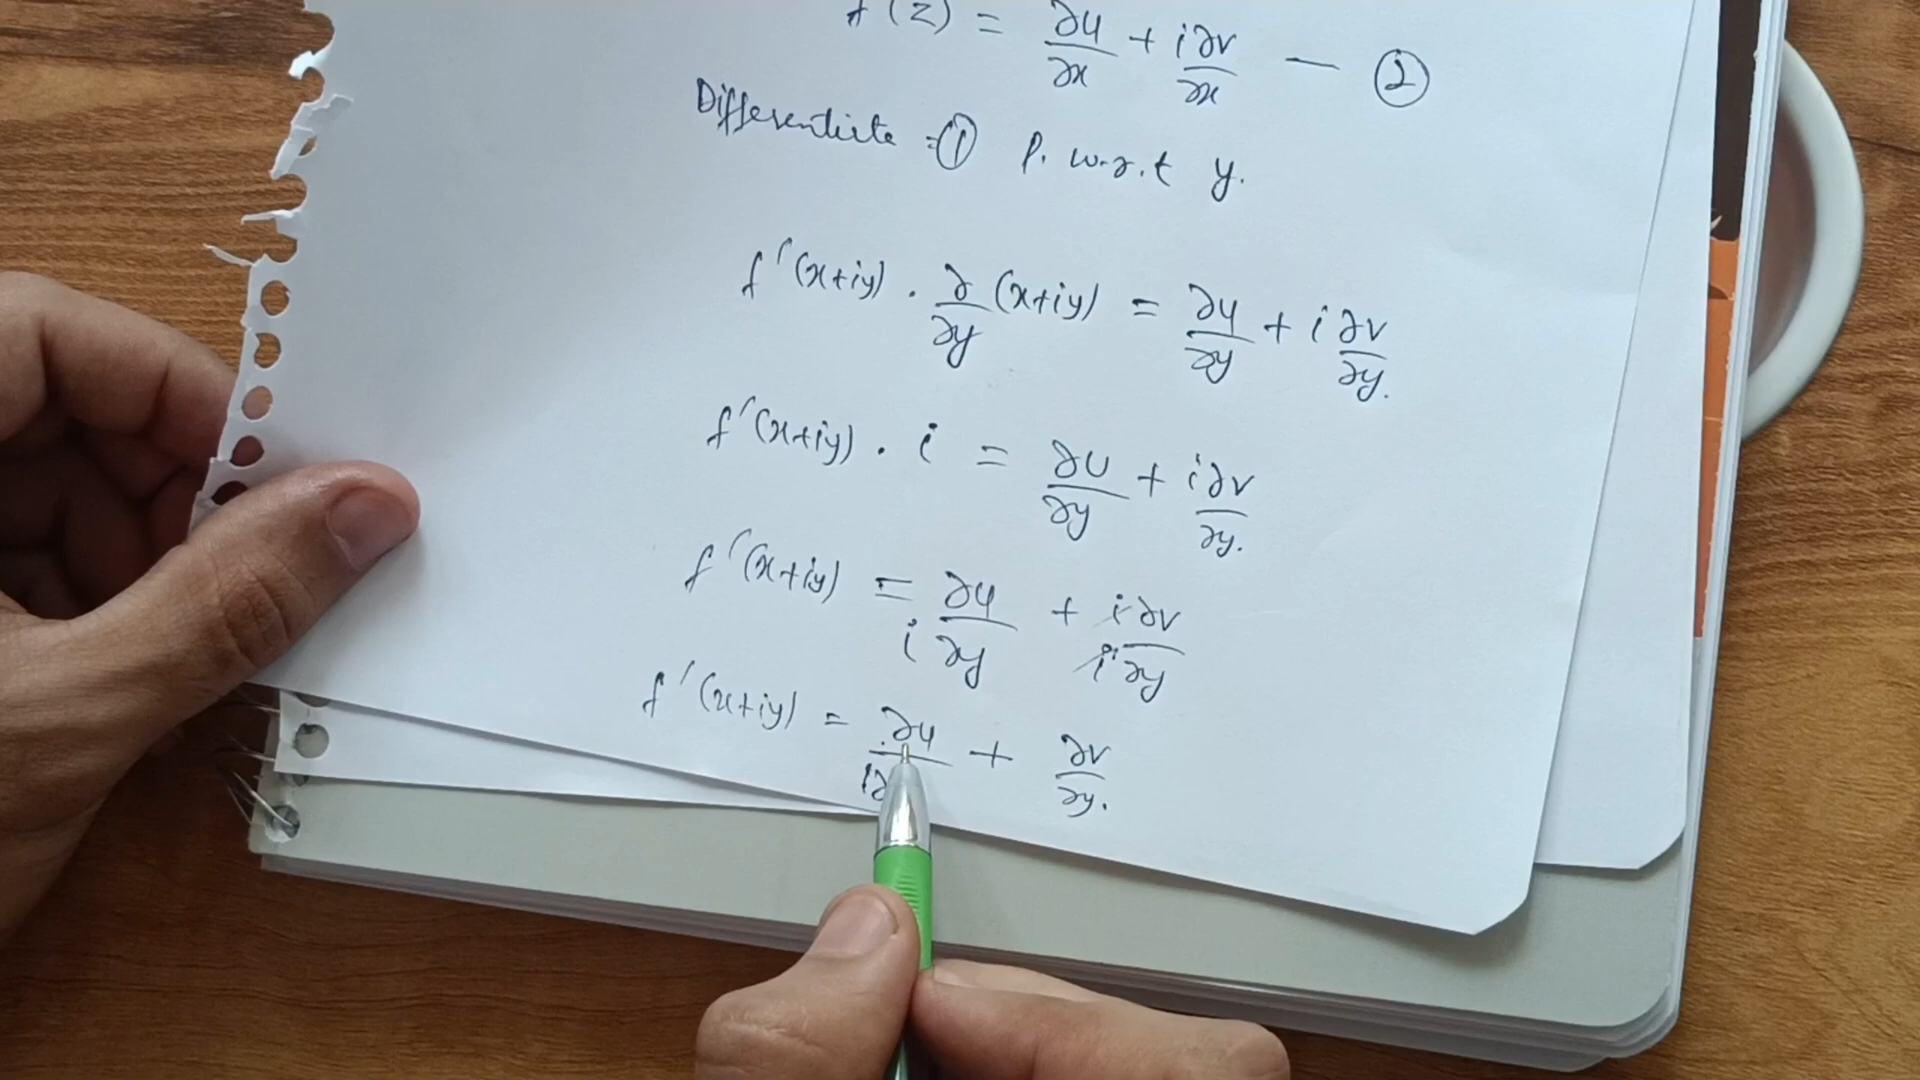 f'(z) = ∂u/∂x + i∂v/∂x — ②
Differentiate =① P. w.r.t y.
f'(x+iy) . ∂/∂y (x+iy) = ∂u/∂y + i ∂v/∂y.
f'(x+iy) . i = ∂u/∂y + i∂v/∂y.
f'(x+iy) = ∂u/i∂y + i∂v/i∂y
f'(x+iy) = ∂u/i∂ + ∂v/∂y.